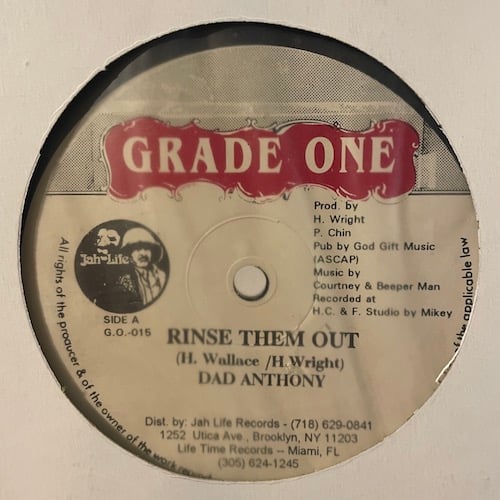 GRADE ONE
Prod. by
H. Wright
P. Chin
Pub by God Gift Music
(ASCAP)
Music by
Courtney & Beeper Man
Recorded at
H.C. & F. Studio by Mikey
Jah Life
SIDE A
G.O.-015
RINSE THEM OUT
(H. Wallace /H.Wright)
DAD ANTHONY
Dist. by: Jah Life Records - (718) 629-0841
1252 Utica Ave., Brooklyn, NY 11203
Life Time Records -- Miami, FL
(305) 624-1245
All rights of the producer & of the owner of the work
the applicable law